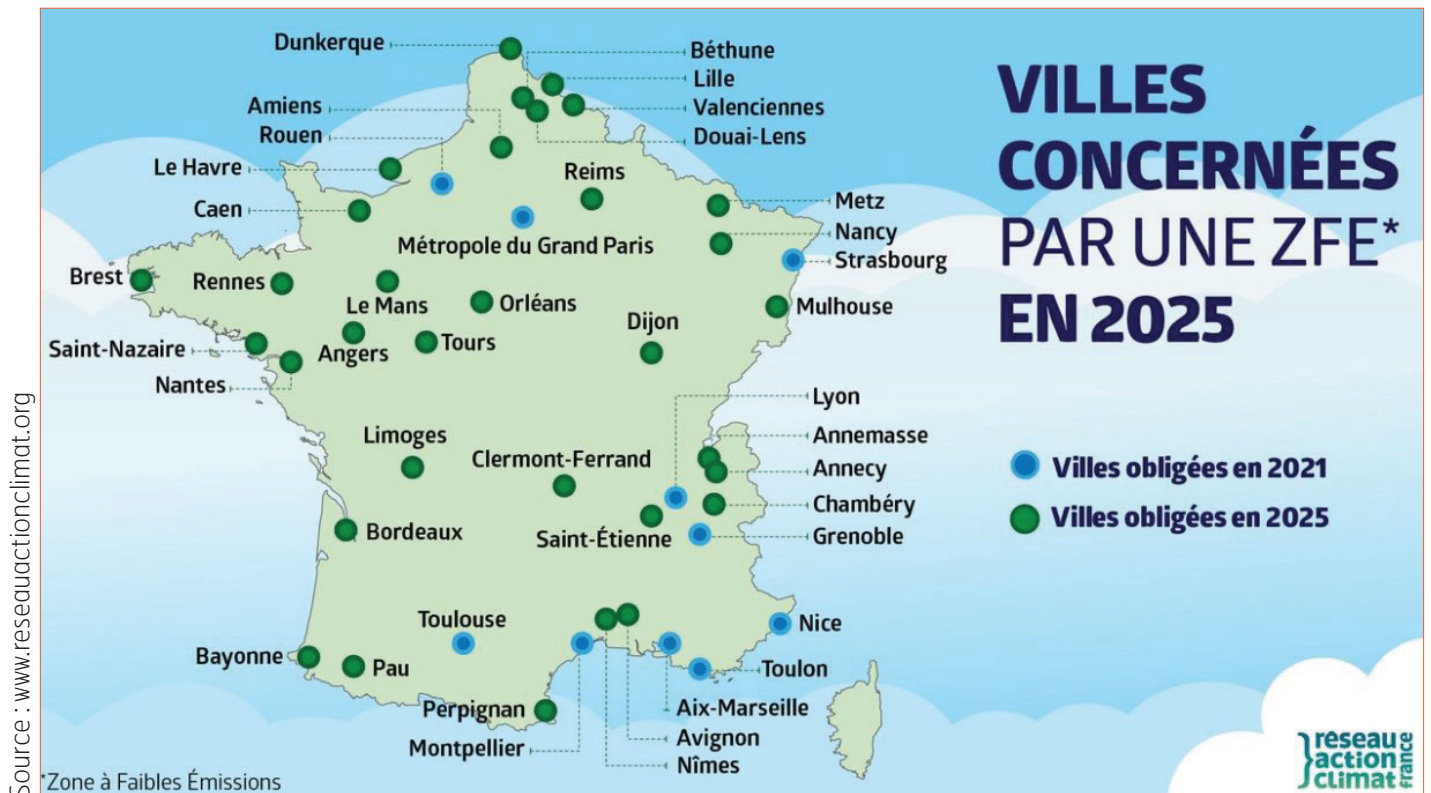 Source : www.reseauactionclimat.org
Dunkerque
Béthune
Lille
Valenciennes
Douai-Lens
Amiens
Rouen
Le Havre
Caen
Reims
Metz
Nancy
Strasbourg
Mulhouse
Métropole du Grand Paris
Brest
Rennes
Le Mans
Orléans
Saint-Nazaire
Angers
Tours
Dijon
Nantes
Lyon
Annemasse
Annecy
Chambéry
Grenoble
Limoges
Clermont-Ferrand
Bordeaux
Saint-Étienne
Toulouse
Nice
Bayonne
Pau
Toulon
Perpignan
Aix-Marseille
Montpellier
Avignon
Nîmes
VILLES
CONCERNÉES
PAR UNE ZFE*
EN 2025
Villes obligées en 2021
Villes obligées en 2025
*Zone à Faibles Émissions
réseau
action
climat
france